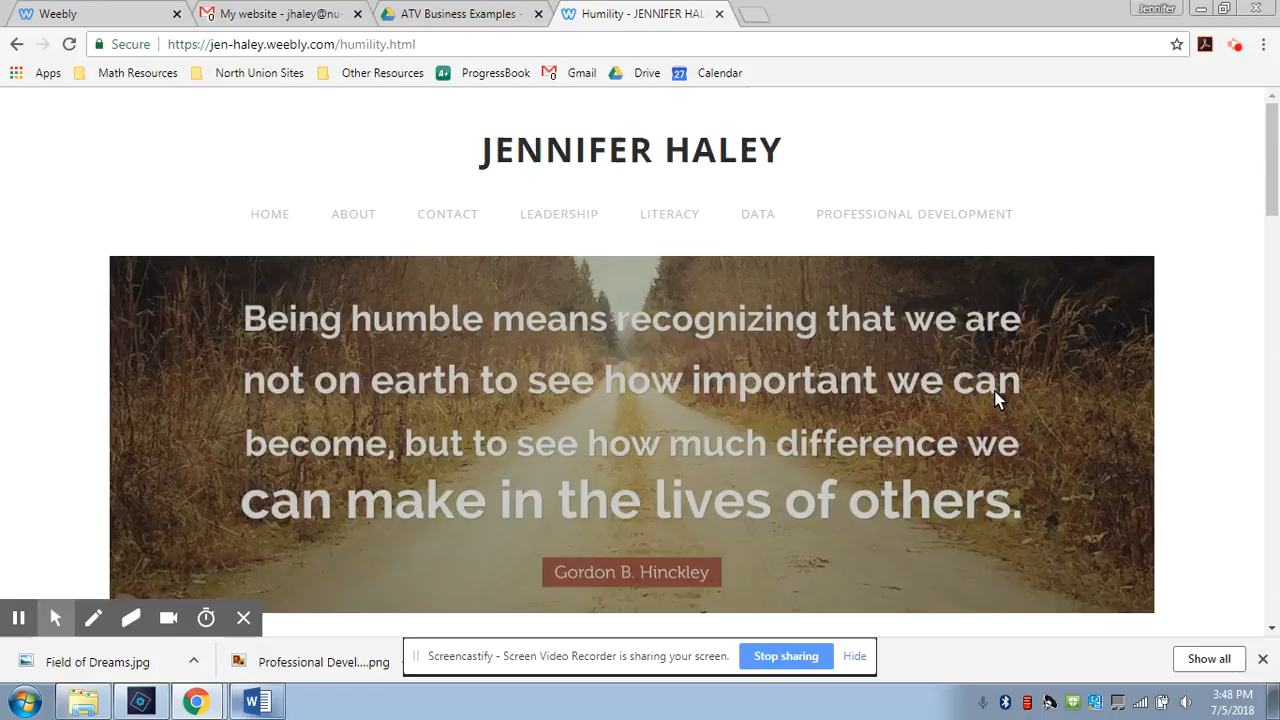 Weebly
My website - jhaley@nu-
ATV Business Examples -
Humility - JENNIFER HAL
Jennifer
Secure
https://jen-haley.weebly.com/humility.html
Apps
Math Resources
North Union Sites
Other Resources
ProgressBook
Gmail
Drive
27
Calendar
JENNIFER HALEY
HOME
ABOUT
CONTACT
LEADERSHIP
LITERACY
DATA
PROFESSIONAL DEVELOPMENT
Being humble means recognizing that we are
not on earth to see how important we can
become, but to see how much difference we
can make in the lives of others.
Gordon B. Hinckley
Field of Dreams.jpg
Professional Devel....png
Screencastify - Screen Video Recorder is sharing your screen.
Stop sharing
Hide
Show all
3:48 PM
7/5/2018